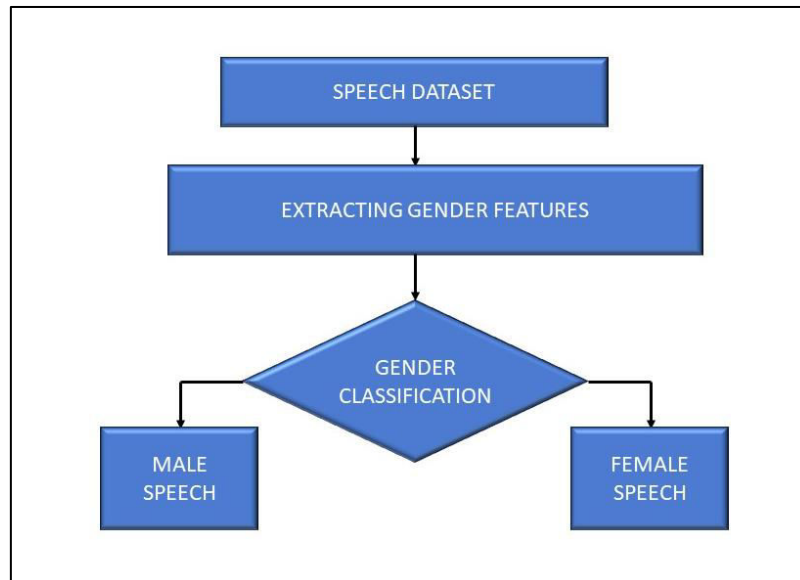 SPEECH DATASET
EXTRACTING GENDER FEATURES
GENDER
CLASSIFICATION
MALE
SPEECH
FEMALE
SPEECH